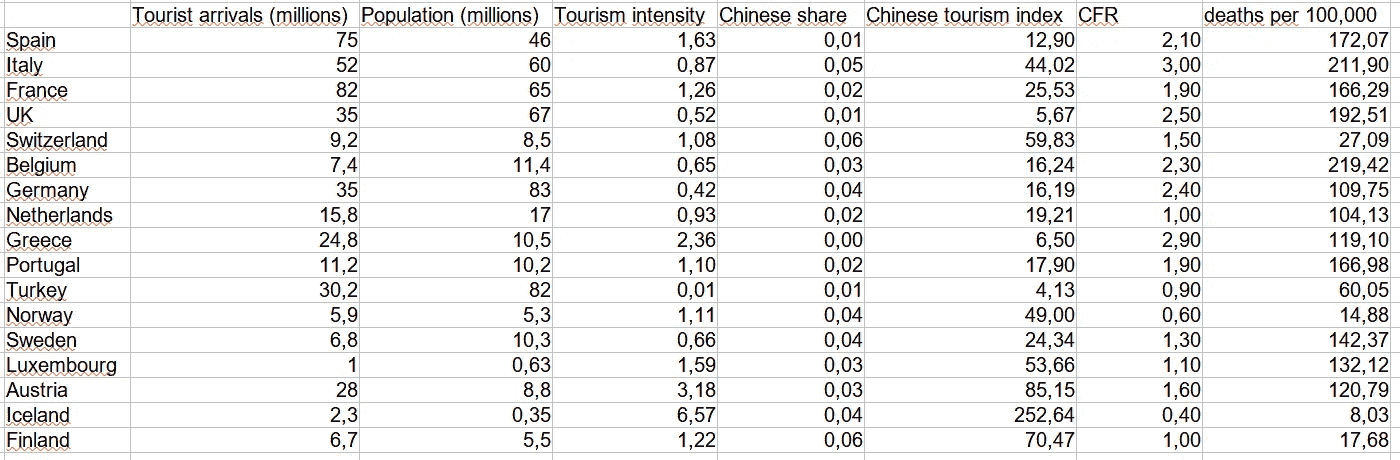 Tourist arrivals (millions) Population (millions) Tourism intensity Chinese share Chinese tourism index CFR deaths per 100,000
Spain 75 46 1,63 0,01 12,90 2,10 172,07
Italy 52 60 0,87 0,05 44,02 3,00 211,90
France 82 65 1,26 0,02 25,53 1,90 166,29
UK 35 67 0,52 0,01 5,67 2,50 192,51
Switzerland 9,2 8,5 1,08 0,06 59,83 1,50 27,09
Belgium 7,4 11,4 0,65 0,03 16,24 2,30 219,42
Germany 35 83 0,42 0,04 16,19 2,40 109,75
Netherlands 15,8 17 0,93 0,02 19,21 1,00 104,13
Greece 24,8 10,5 2,36 0,00 6,50 2,90 119,10
Portugal 11,2 10,2 1,10 0,02 17,90 1,90 166,98
Turkey 30,2 82 0,01 0,01 4,13 0,90 60,05
Norway 5,9 5,3 1,11 0,04 49,00 0,60 14,88
Sweden 6,8 10,3 0,66 0,04 24,34 1,30 142,37
Luxembourg 1 0,63 1,59 0,03 53,66 1,10 132,12
Austria 28 8,8 3,18 0,03 85,15 1,60 120,79
Iceland 2,3 0,35 6,57 0,04 252,64 0,40 8,03
Finland 6,7 5,5 1,22 0,06 70,47 1,00 17,68